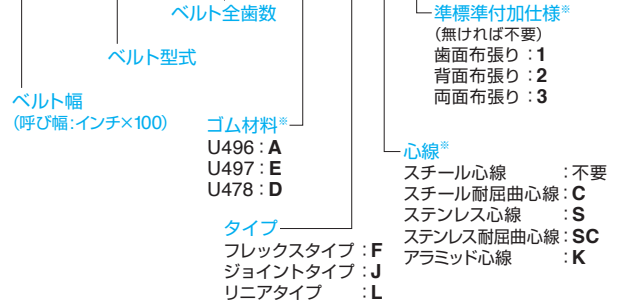 ベルト全歯数
ベルト型式
ベルト幅
(呼び幅:インチ×100)
ゴム材料※
U496:A
U497:E
U478:D
タイプ
フレックスタイプ:F
ジョイントタイプ:J
リニアタイプ:L
準標準付加仕様※
(無ければ不要)
歯面布張り:1
背面布張り:2
両面布張り:3
心線※
スチール心線:不要
スチール耐屈曲心線:C
ステンレス心線:S
ステンレス耐屈曲心線:SC
アラミッド心線:K